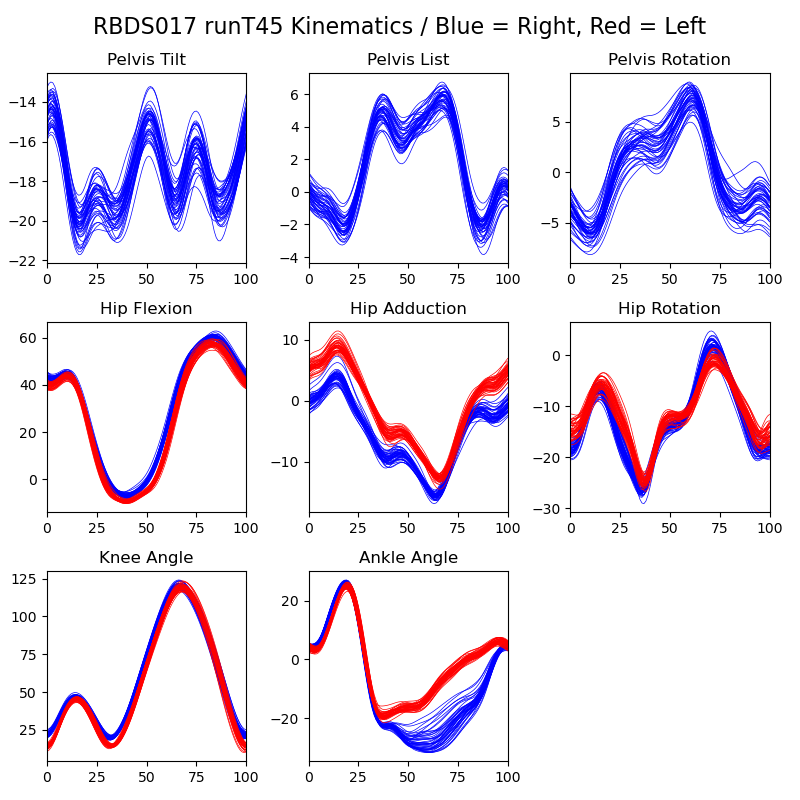 RBDS017 runT45 Kinematics / Blue = Right, Red = Left
Pelvis Tilt
Pelvis List
Pelvis Rotation
−14
−16
−18
−20
−22
0 25 50 75 100
6
4
2
0
−2
−4
0 25 50 75 100
5
0
−5
0 25 50 75 100
Hip Flexion
Hip Adduction
Hip Rotation
60
40
20
0
0 25 50 75 100
10
0
−10
0 25 50 75 100
0
−10
−20
−30
0 25 50 75 100
Knee Angle
Ankle Angle
125
100
75
50
25
0 25 50 75 100
20
0
−20
0 25 50 75 100